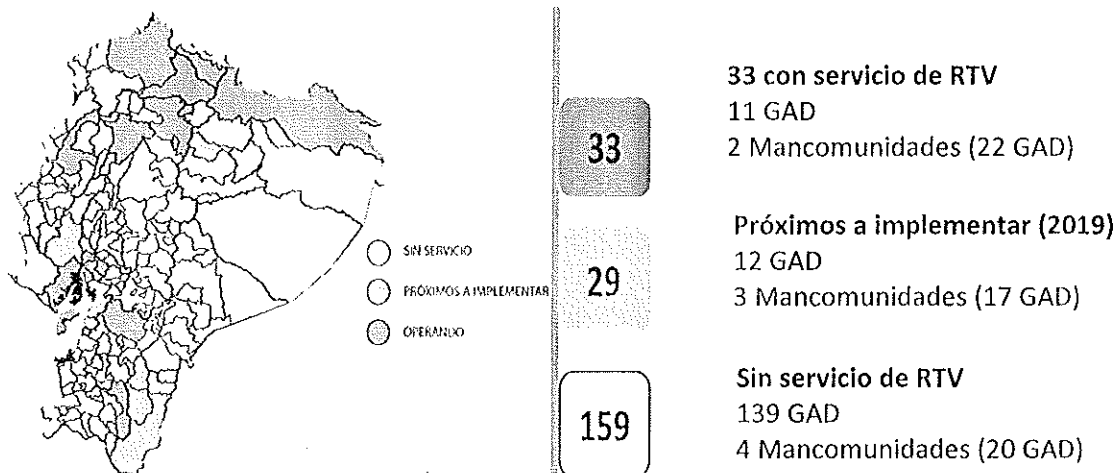 SIN SERVICIO
PRÓXIMOS A IMPLEMENTAR
OPERANDO
33
33 con servicio de RTV
11 GAD
2 Mancomunidades (22 GAD)
29
Próximos a implementar (2019)
12 GAD
3 Mancomunidades (17 GAD)
159
Sin servicio de RTV
139 GAD
4 Mancomunidades (20 GAD)